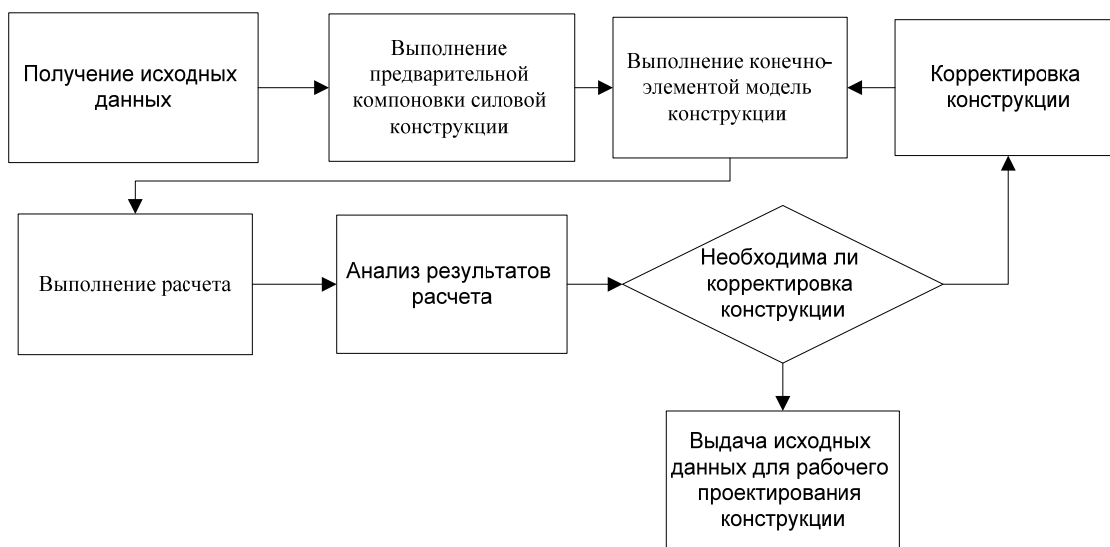 Получение исходных
данных
Выполнение
предварительной
компоновки силовой
конструкции
Выполнение конечно-
элементой модель
конструкции
Корректировка
конструкции
Выполнение расчета
Анализ результатов
расчета
Необходима ли
корректировка
конструкции
Выдача исходных
данных для рабочего
проектирования
конструкции